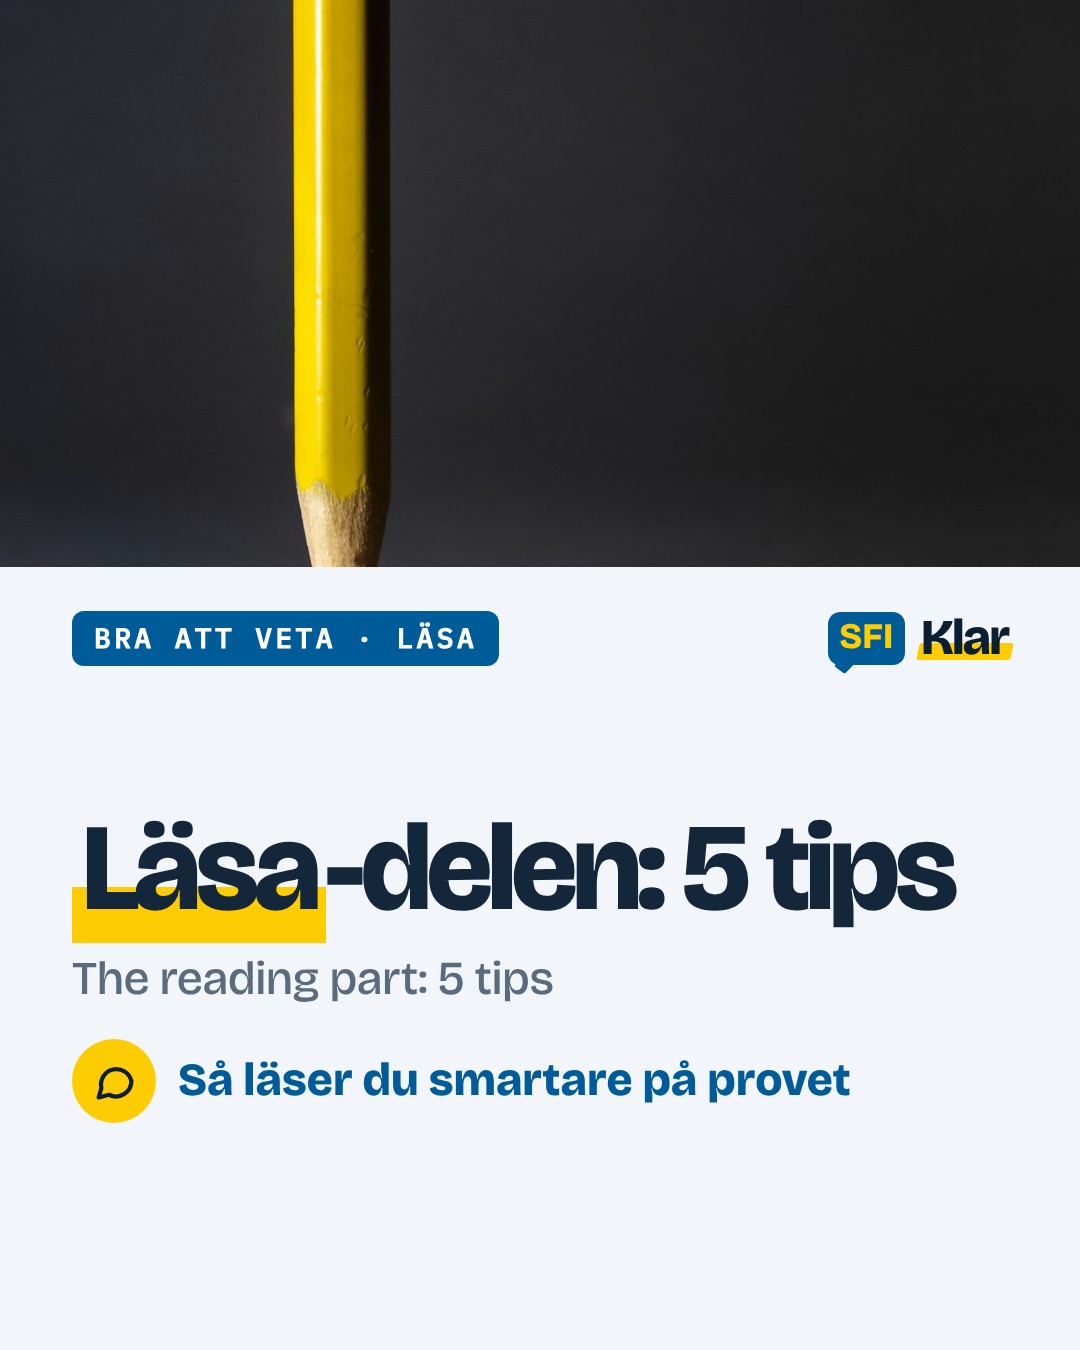 BRA ATT VETA · LÄSA
SFI Klar
Läsa-delen: 5 tips
The reading part: 5 tips
Så läser du smartare på provet